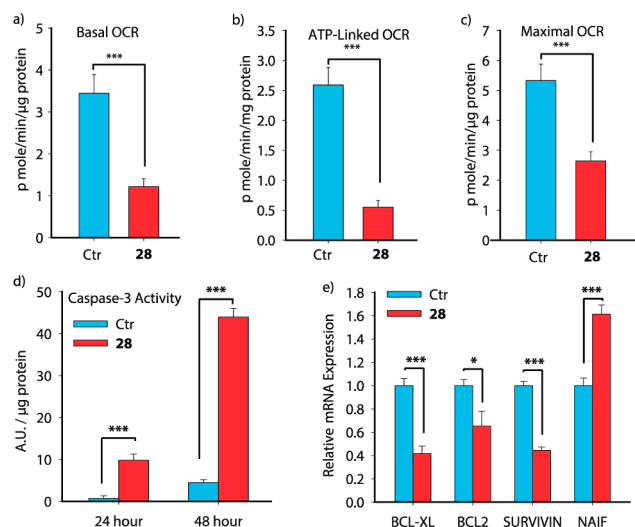 a)
Basal OCR
***
p mole/min/µg protein
5
4
3
2
1
0
Ctr
28
b)
ATP-Linked OCR
***
p mole/min/mg protein
3.0
2.5
2.0
1.5
1.0
0.5
0.0
Ctr
28
c)
Maximal OCR
***
p mole/min/µg protein
7
6
5
4
3
2
1
0
Ctr
28
d)
Caspase-3 Activity
Ctr
28
***
***
A.U. / µg protein
50
40
30
20
10
0
24 hour
48 hour
e)
Ctr
28
***
*
***
***
Relative mRNA Expression
1.8
1.6
1.4
1.2
1.0
0.8
0.6
0.4
0.2
0.0
BCL-XL
BCL2
SURVIVIN
NAIF